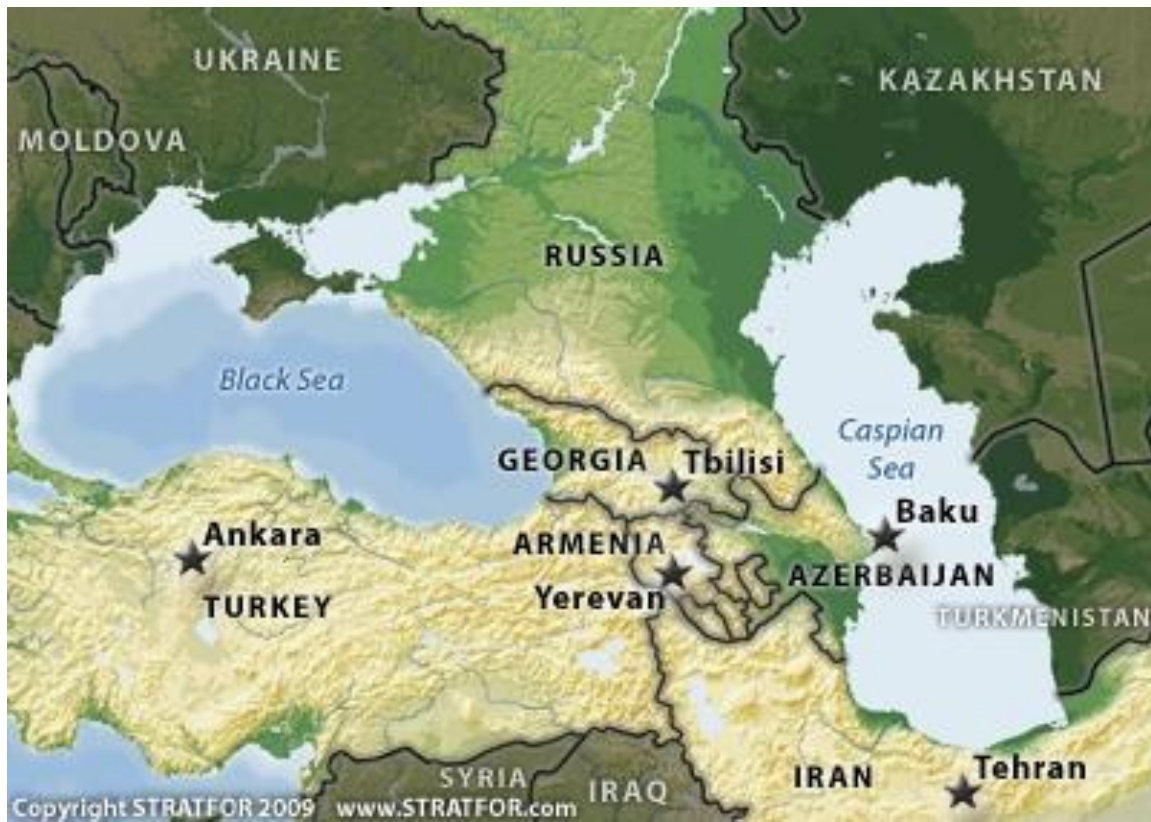 UKRAINE
KAZAKHSTAN
MOLDOVA
RUSSIA
Black Sea
Caspian
Sea
GEORGIA
Tbilisi
Baku
Ankara
ARMENIA
AZERBAIJAN
Yerevan
TURKEY
TURKMENISTAN
SYRIA
IRAQ
IRAN
Tehran
Copyright STRATFOR 2009 www.STRATFOR.com